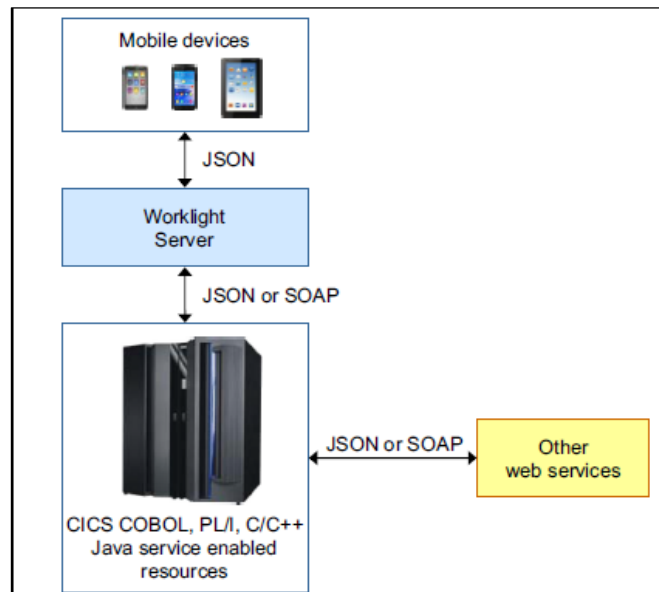 Mobile devices
JSON
Worklight
Server
JSON or SOAP
JSON or SOAP
Other
web services
CICS COBOL, PL/I, C/C++
Java service enabled
resources